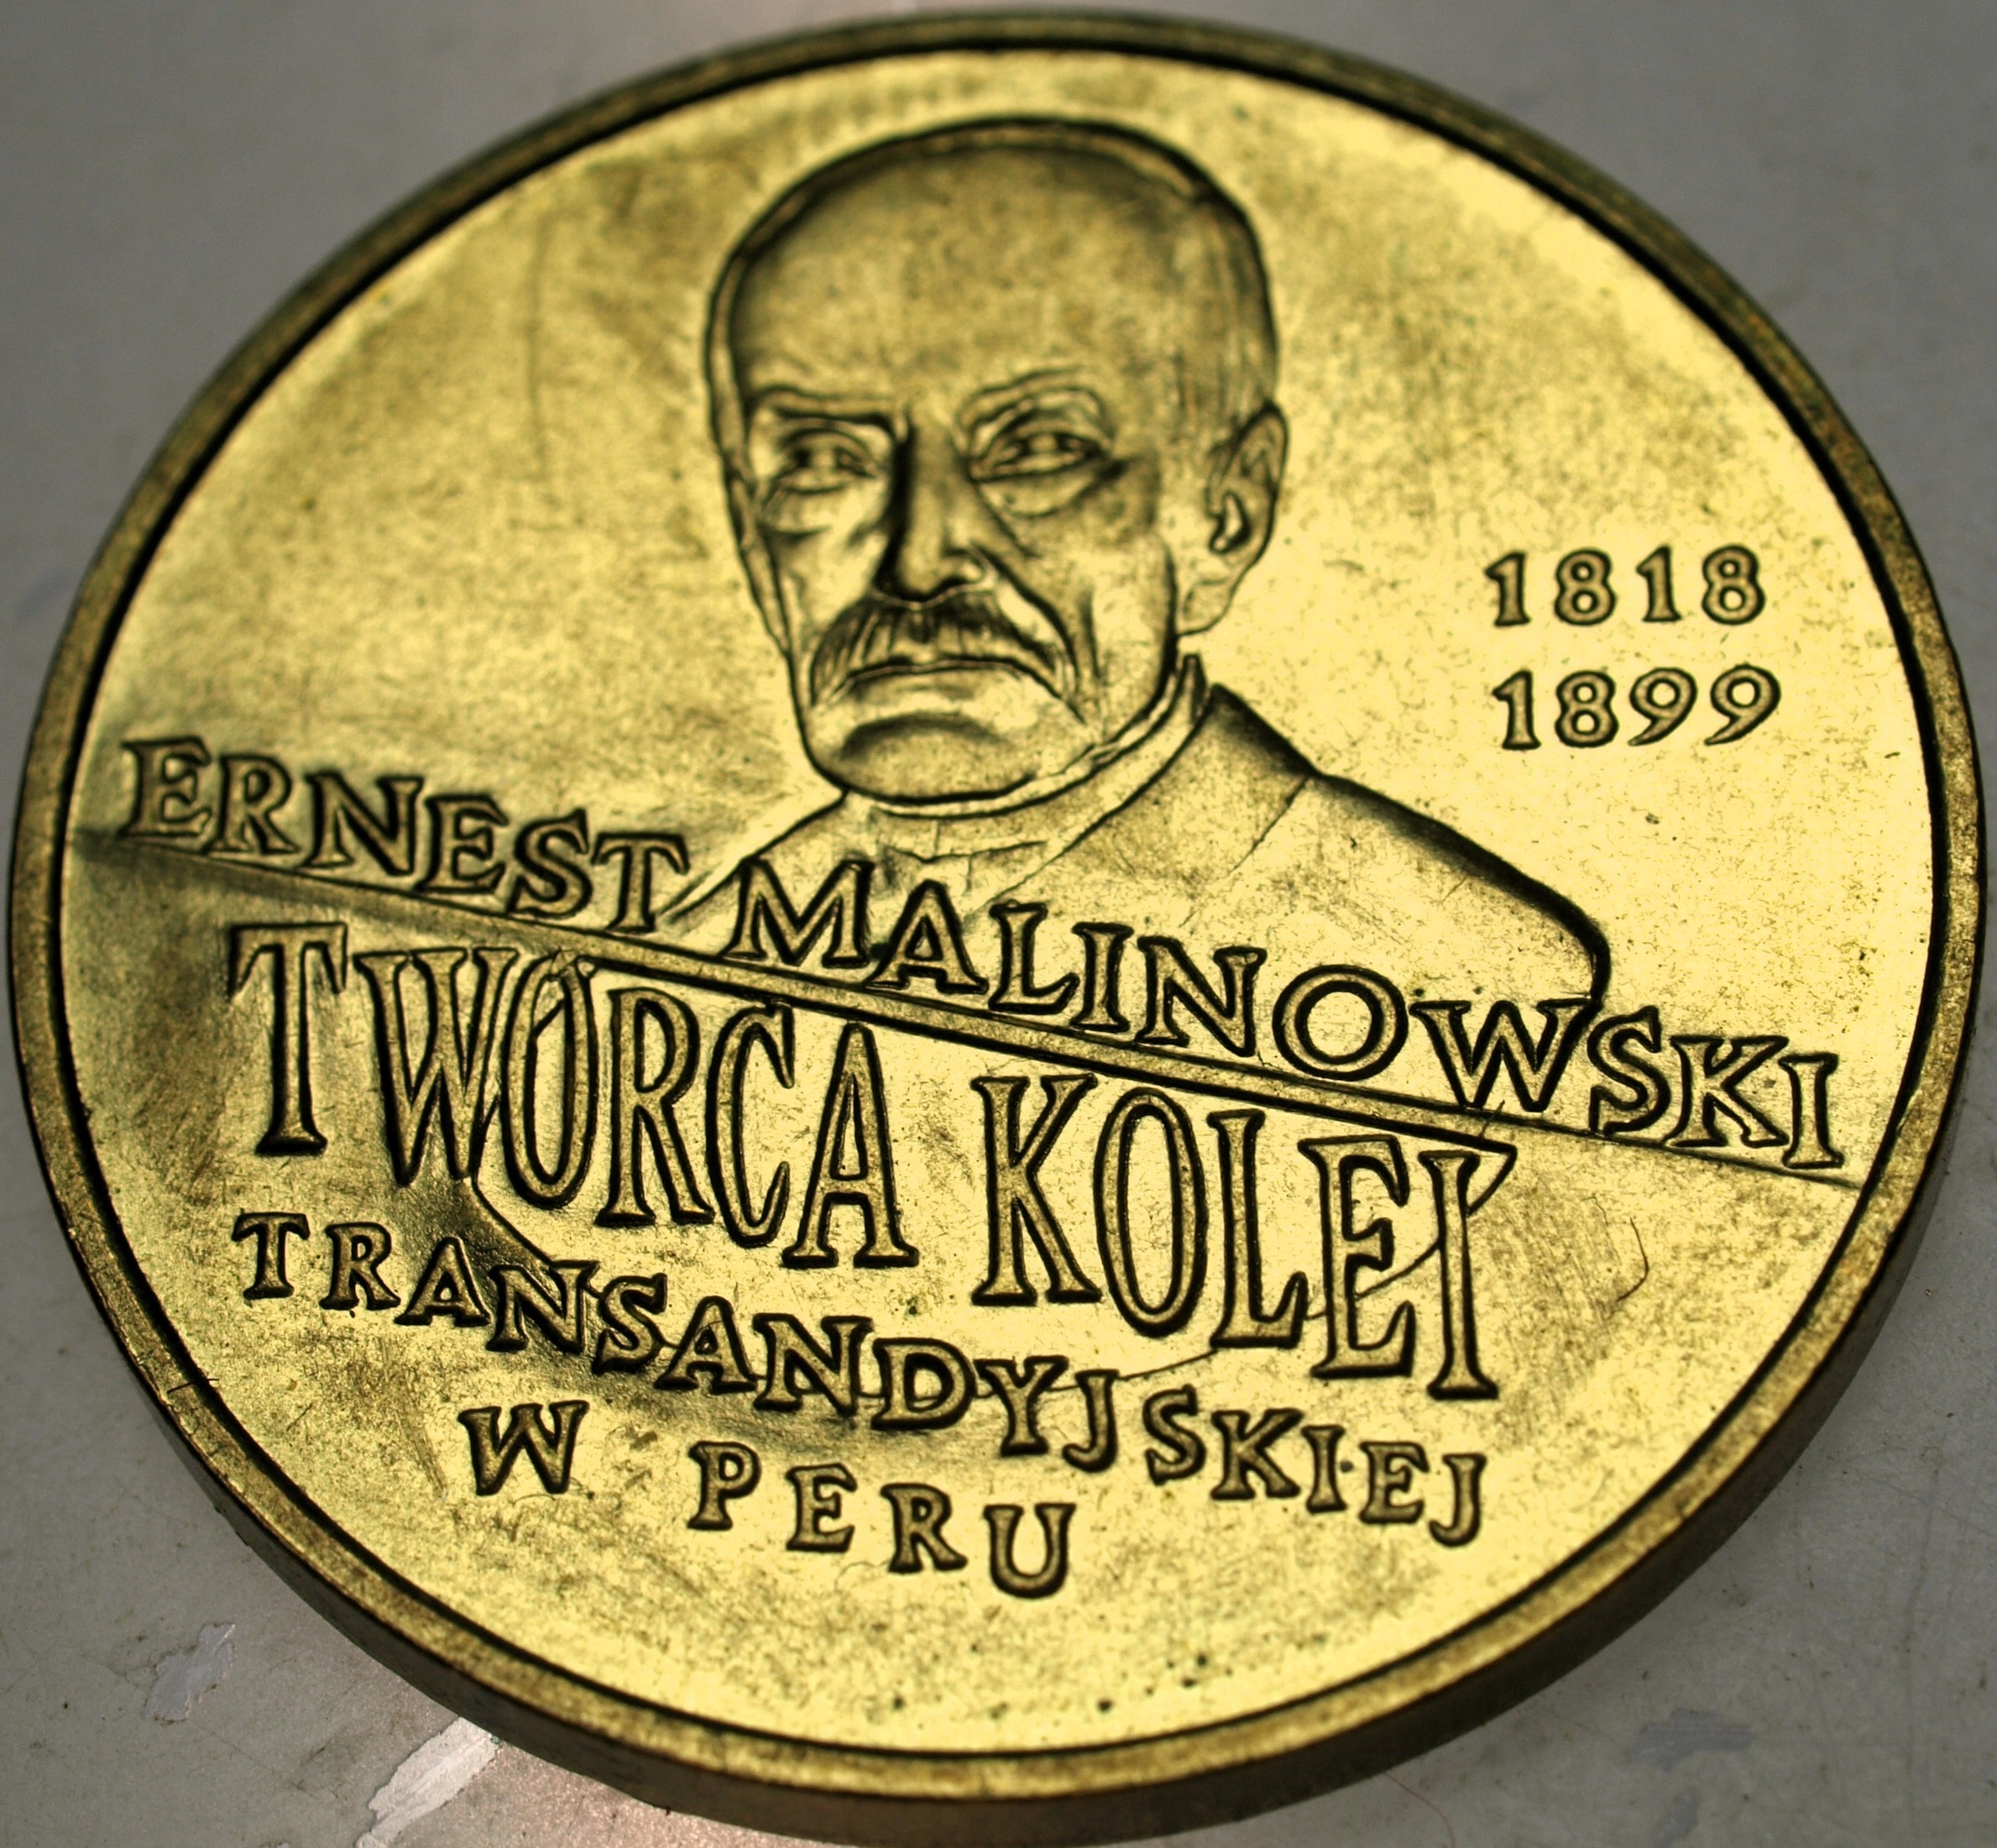 1818
1899
ERNEST MALINOWSKI
TWÓRCA KOLEI
TRANSANDYJSKIEJ
W PERU